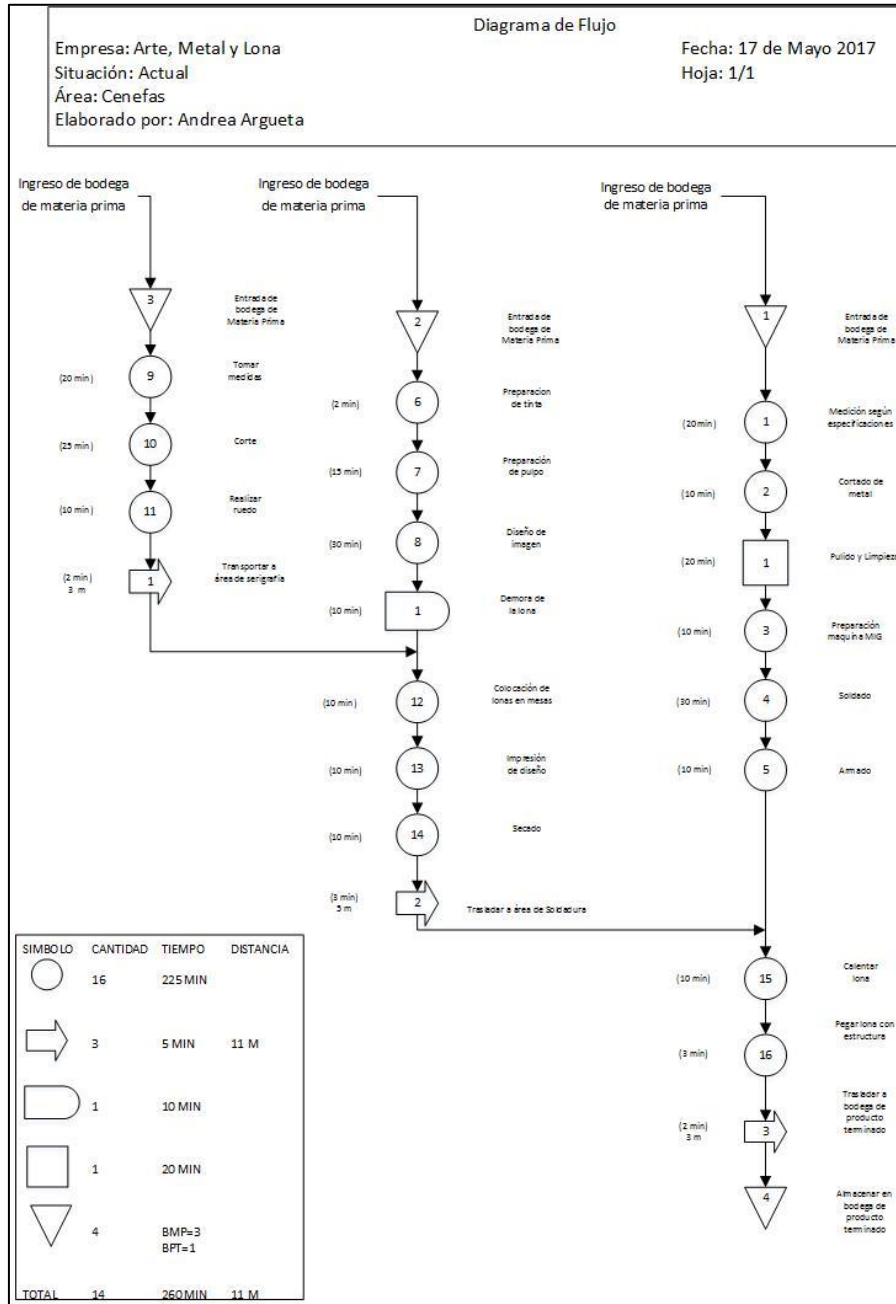 Diagrama de Flujo
Empresa: Arte, Metal y Lona
Fecha: 17 de Mayo 2017
Situación: Actual
Hoja: 1/1
Área: Cenefas
Elaborado por: Andrea Argueta
Ingreso de bodega
de materia prima
3
Entrada de
bodega de
Materia Prima
(20 min)
9
Tomar
medidas
(25 min)
10
Corte
(10 min)
11
Realizar
ruedo
(2 min)
3 m
1
Transportar a
área de serigrafía
Ingreso de bodega
de materia prima
2
Entrada de
bodega de
Materia Prima
(2 min)
6
Preparacion
de tinta
(15 min)
7
Preparación
de pulpo
(30 min)
8
Diseño de
imagen
(10 min)
1
Demora de
la lona
(10 min)
12
Colocación de
lonas en mesas
(10 min)
13
Impresión
de diseño
(10 min)
14
Secado
(3 min)
5 m
2
Trasladar a área de Soldadura
Ingreso de bodega
de materia prima
1
Entrada de
bodega de
Materia Prima
(20min)
1
Medición según
especificaciones
(10 min)
2
Cortado de
metal
(20 min)
1
Pulido y Limpieza
(10 min)
3
Preparación
maquina MIG
(30 min)
4
Soldado
(10 min)
5
Armado
(10 min)
15
Calentar
lona
(3 min)
16
Pegar lona con
estructura
(2 min)
3 m
3
Trasladar a
bodega de
producto
terminado
4
Almacenar en
bodega de
producto
terminado
SIMBOLO CANTIDAD TIEMPO DISTANCIA
16 225 MIN
3 5 MIN 11 M
1 10 MIN
1 20 MIN
4 BMP=3
BPT=1
TOTAL 14 260MIN 11 M